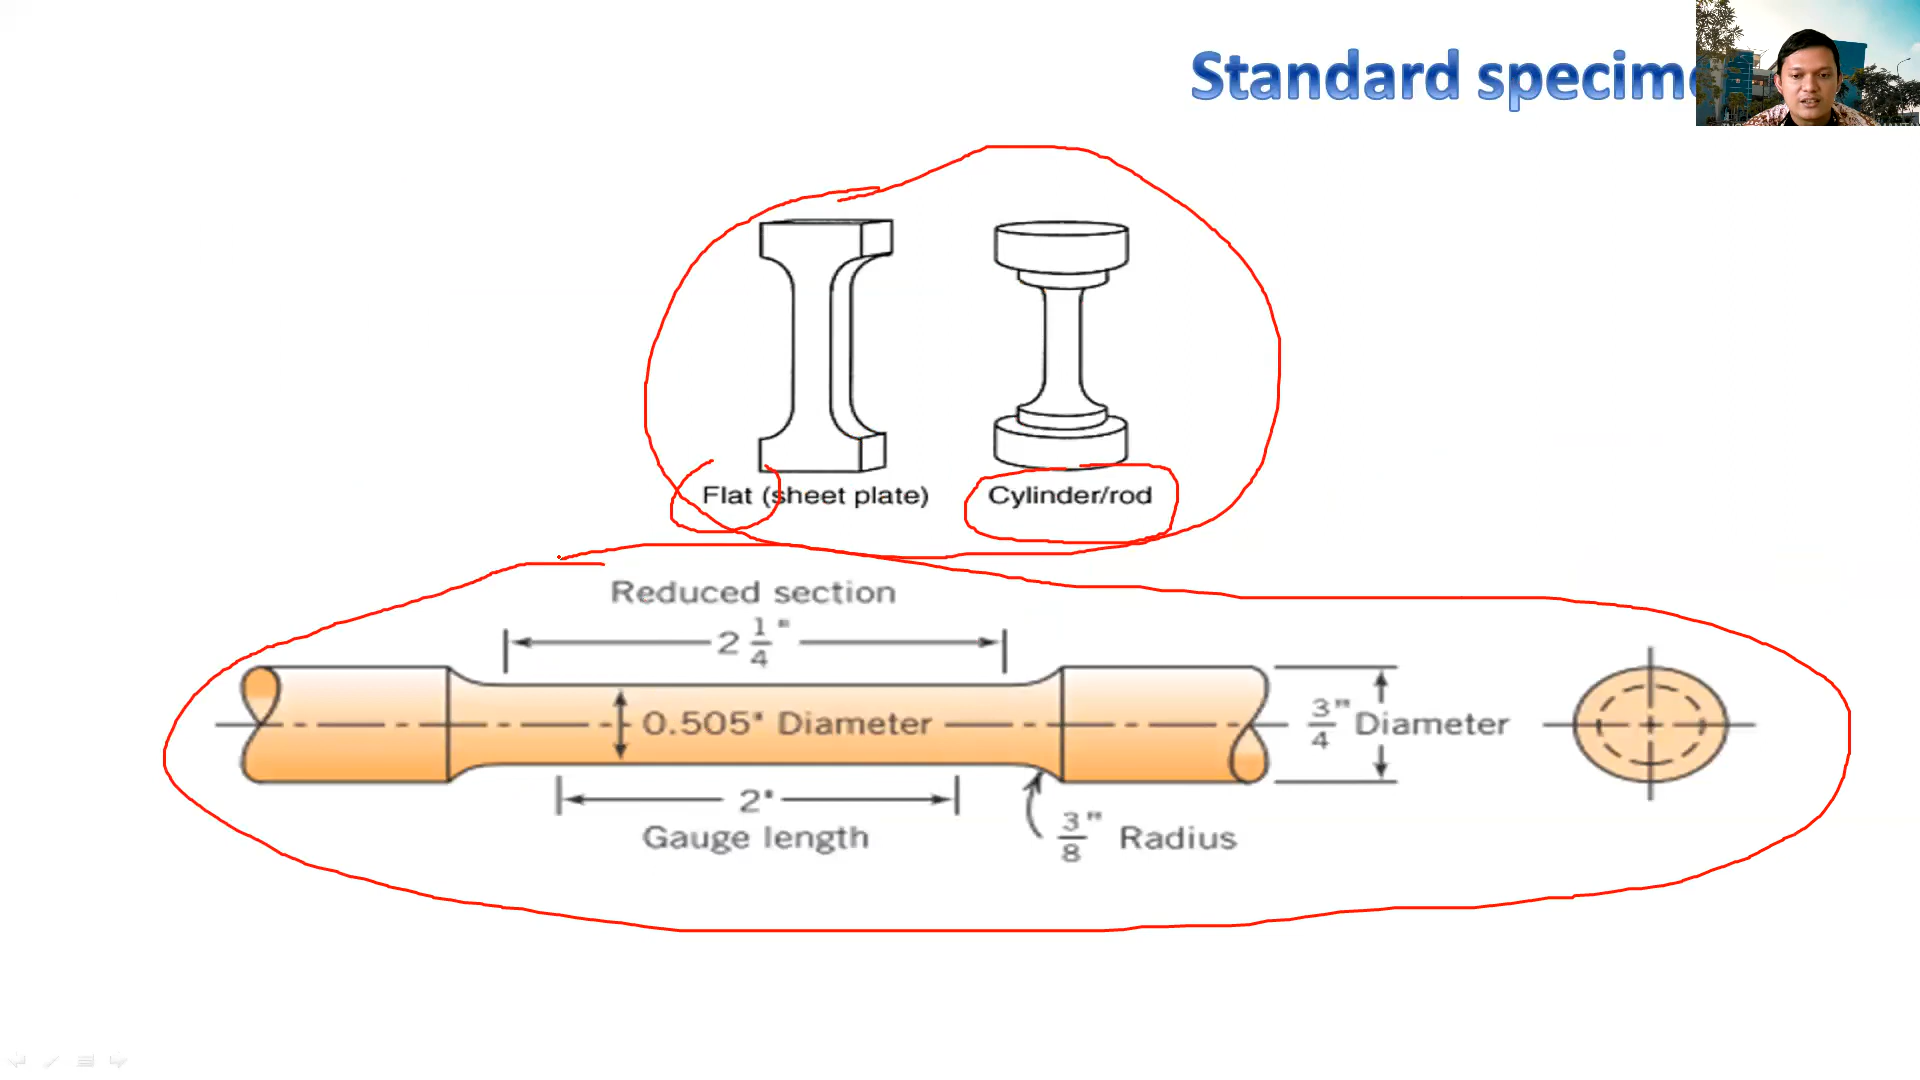 Standard specim
Flat (sheet plate)
Cylinder/rod
Reduced section
2 1/4"
0.505" Diameter
3/4" Diameter
2"
Gauge length
3/8" Radius